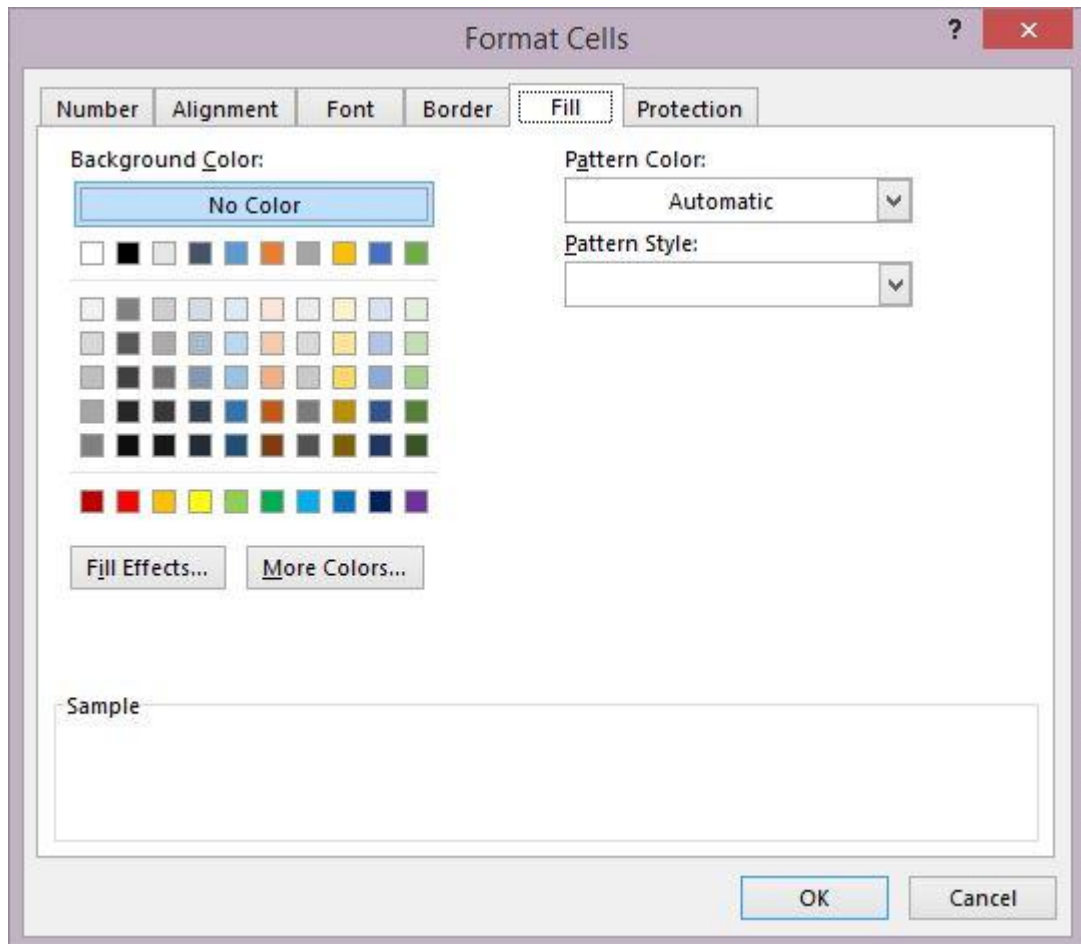 Format Cells ? ×
Number Alignment Font Border Fill Protection
Background Color:
No Color
Pattern Color:
Automatic
Pattern Style:
Fill Effects... More Colors...
Sample
OK Cancel